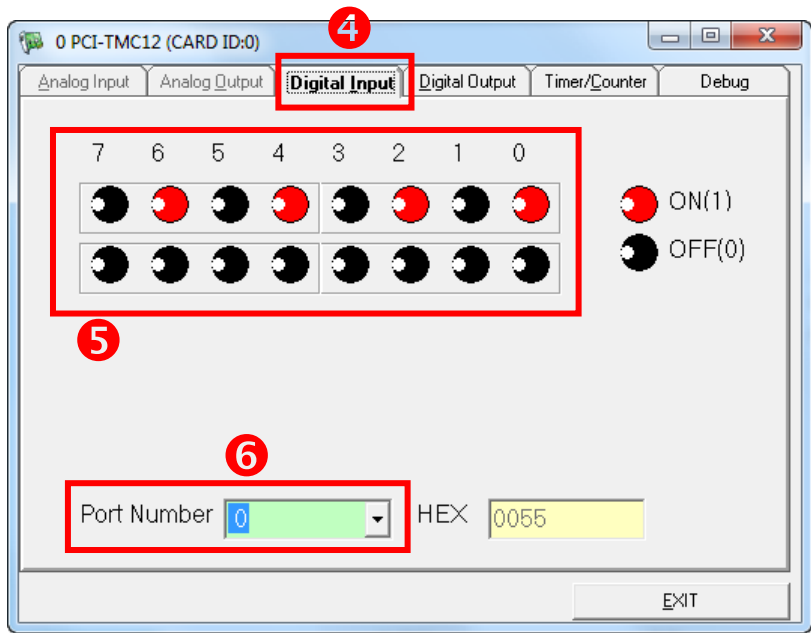 4
0 PCI-TMC12 (CARD ID:0)
Analog Input Analog Output Digital Input Digital Output Timer/Counter Debug
7 6 5 4 3 2 1 0
ON(1)
OFF(0)
5
6
Port Number 0 HEX 0055
EXIT